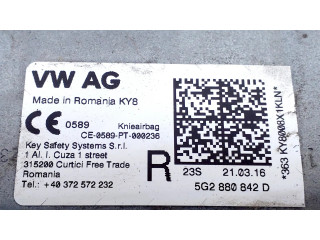 VW AG
Made in Romania KY8
CE 0589 Knieairbag
CE-0589-PT-000236
Key Safety Systems S.r.l.
1 Al. I. Cuza 1 street
315200 Curtici Free Trade
Romania
Tel.: +40 372 572 232
R
23S 21.03.16
5G2 880 842 D
*363 KY8008X1KLN*